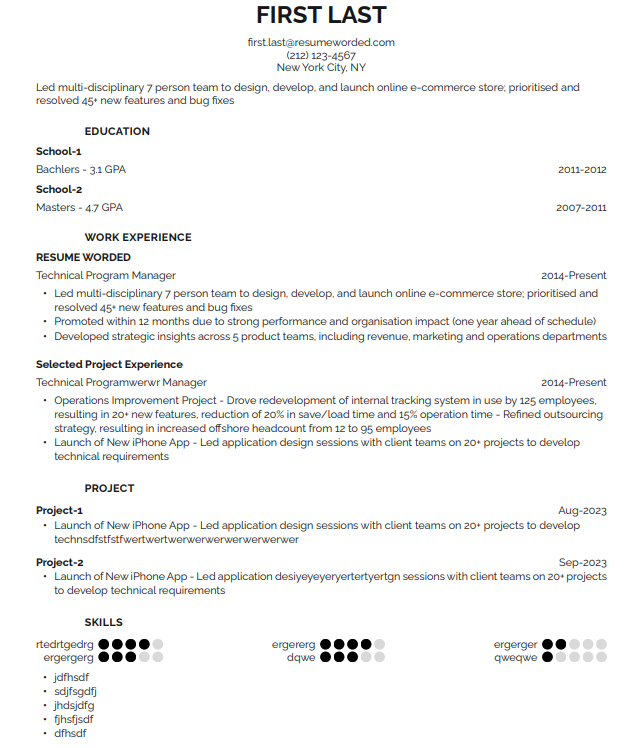 FIRST LAST
first.last@resumeworded.com
(212) 123-4567
New York City, NY
Led multi-disciplinary 7 person team to design, develop, and launch online e-commerce store; prioritised and
resolved 45+ new features and bug fixes
EDUCATION
School-1
Bachlers - 3.1 GPA 2011-2012
School-2
Masters - 4.7 GPA 2007-2011
WORK EXPERIENCE
RESUME WORDED
Technical Program Manager 2014-Present
• Led multi-disciplinary 7 person team to design, develop, and launch online e-commerce store; prioritised and
resolved 45+ new features and bug fixes
• Promoted within 12 months due to strong performance and organisation impact (one year ahead of schedule)
• Developed strategic insights across 5 product teams, including revenue, marketing and operations departments
Selected Project Experience
Technical Programwerwr Manager 2014-Present
• Operations Improvement Project - Drove redevelopment of internal tracking system in use by 125 employees,
resulting in 20+ new features, reduction of 20% in save/load time and 15% operation time - Refined outsourcing
strategy, resulting in increased offshore headcount from 12 to 95 employees
• Launch of New iPhone App - Led application design sessions with client teams on 20+ projects to develop
technical requirements
PROJECT
Project-1 Aug-2023
• Launch of New iPhone App - Led application design sessions with client teams on 20+ projects to develop
technsdfstfstfwertwertwerwerwerwerwerwer
Project-2 Sep-2023
• Launch of New iPhone App - Led application desiyeyeyeryertertyertgn sessions with client teams on 20+ projects
to develop technical requirements
SKILLS
rtedrtgedrg ergererg ergerger
ergergerg dqwe qweqwe
• jdfhsdf
• sdjfsgdfj
• jhdsjdfg
• fjhsfjsdf
• dfhsdf